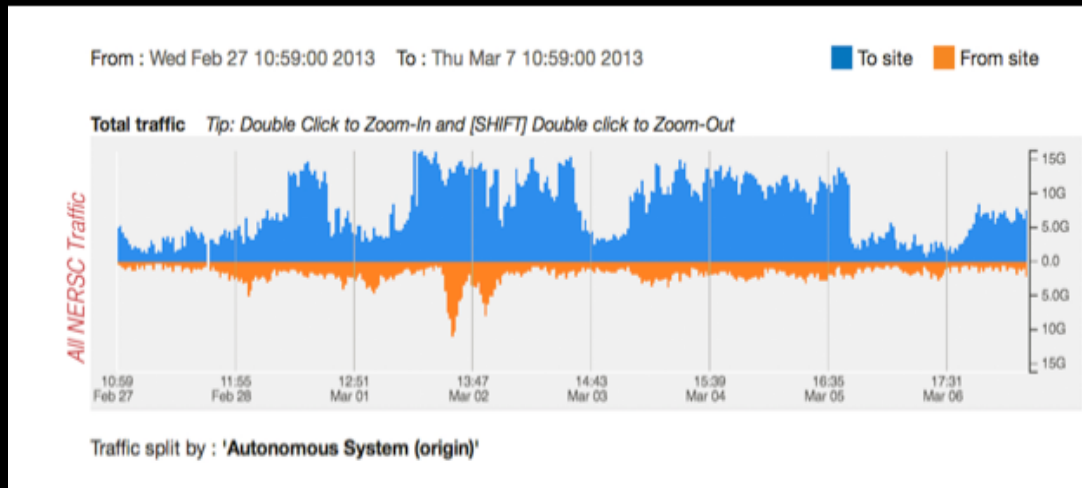 From : Wed Feb 27 10:59:00 2013 To : Thu Mar 7 10:59:00 2013 To site From site
Total traffic Tip: Double Click to Zoom-In and [SHIFT] Double click to Zoom-Out
All NERSC Traffic
15G
10G
5.0G
0.0
5.0G
10G
15G
10:59 11:55 12:51 13:47 14:43 15:39 16:35 17:31
Feb 27 Feb 28 Mar 01 Mar 02 Mar 03 Mar 04 Mar 05 Mar 06
Traffic split by : 'Autonomous System (origin)'